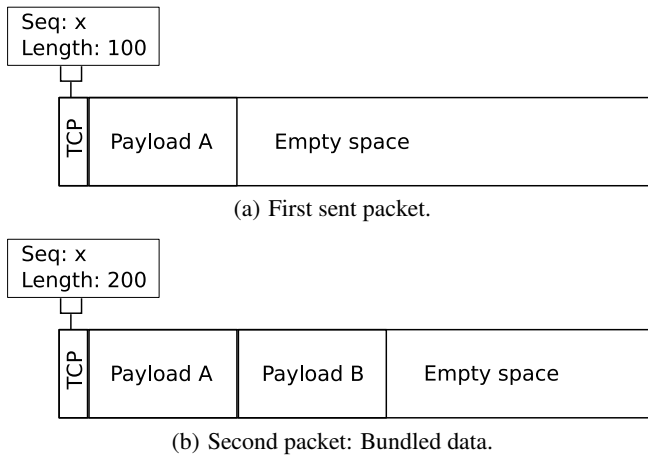 Seq: x
Length: 100
TCP
Payload A
Empty space
(a) First sent packet.
Seq: x
Length: 200
TCP
Payload A
Payload B
Empty space
(b) Second packet: Bundled data.